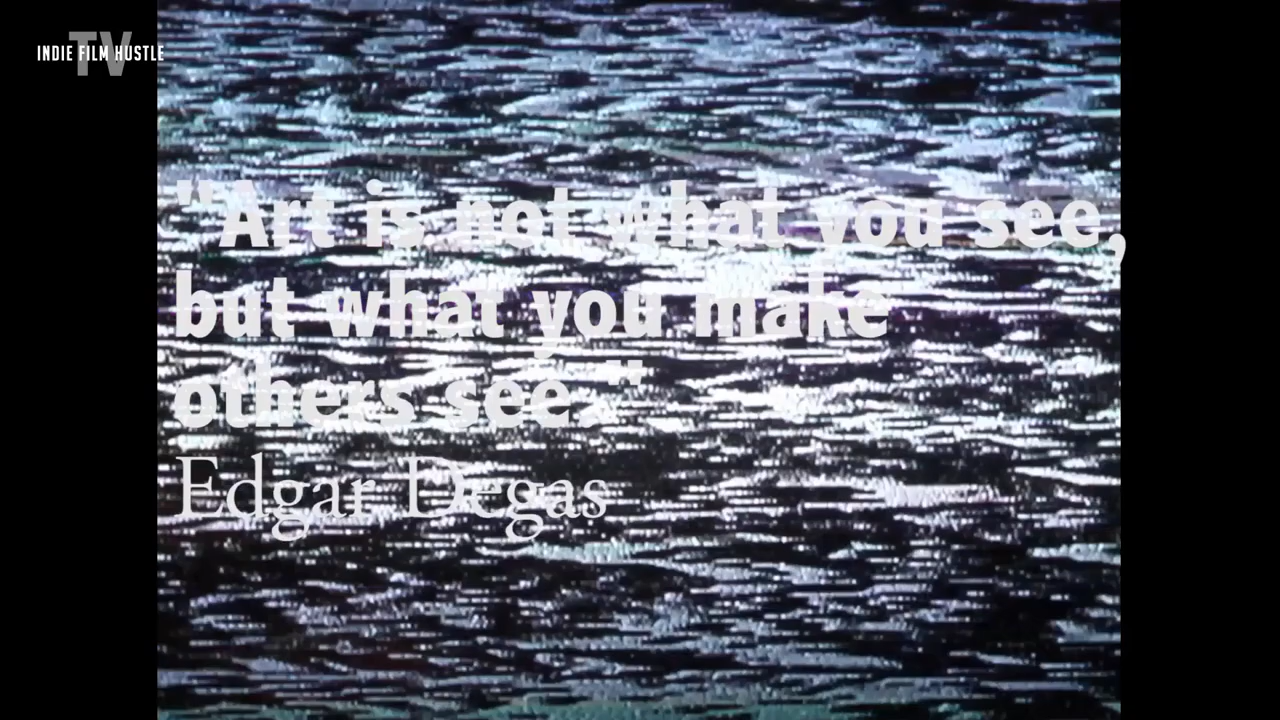 TV
INDIE FILM HUSTLE
"Art is not what you see,
but what you make
others see."
Edgar Degas